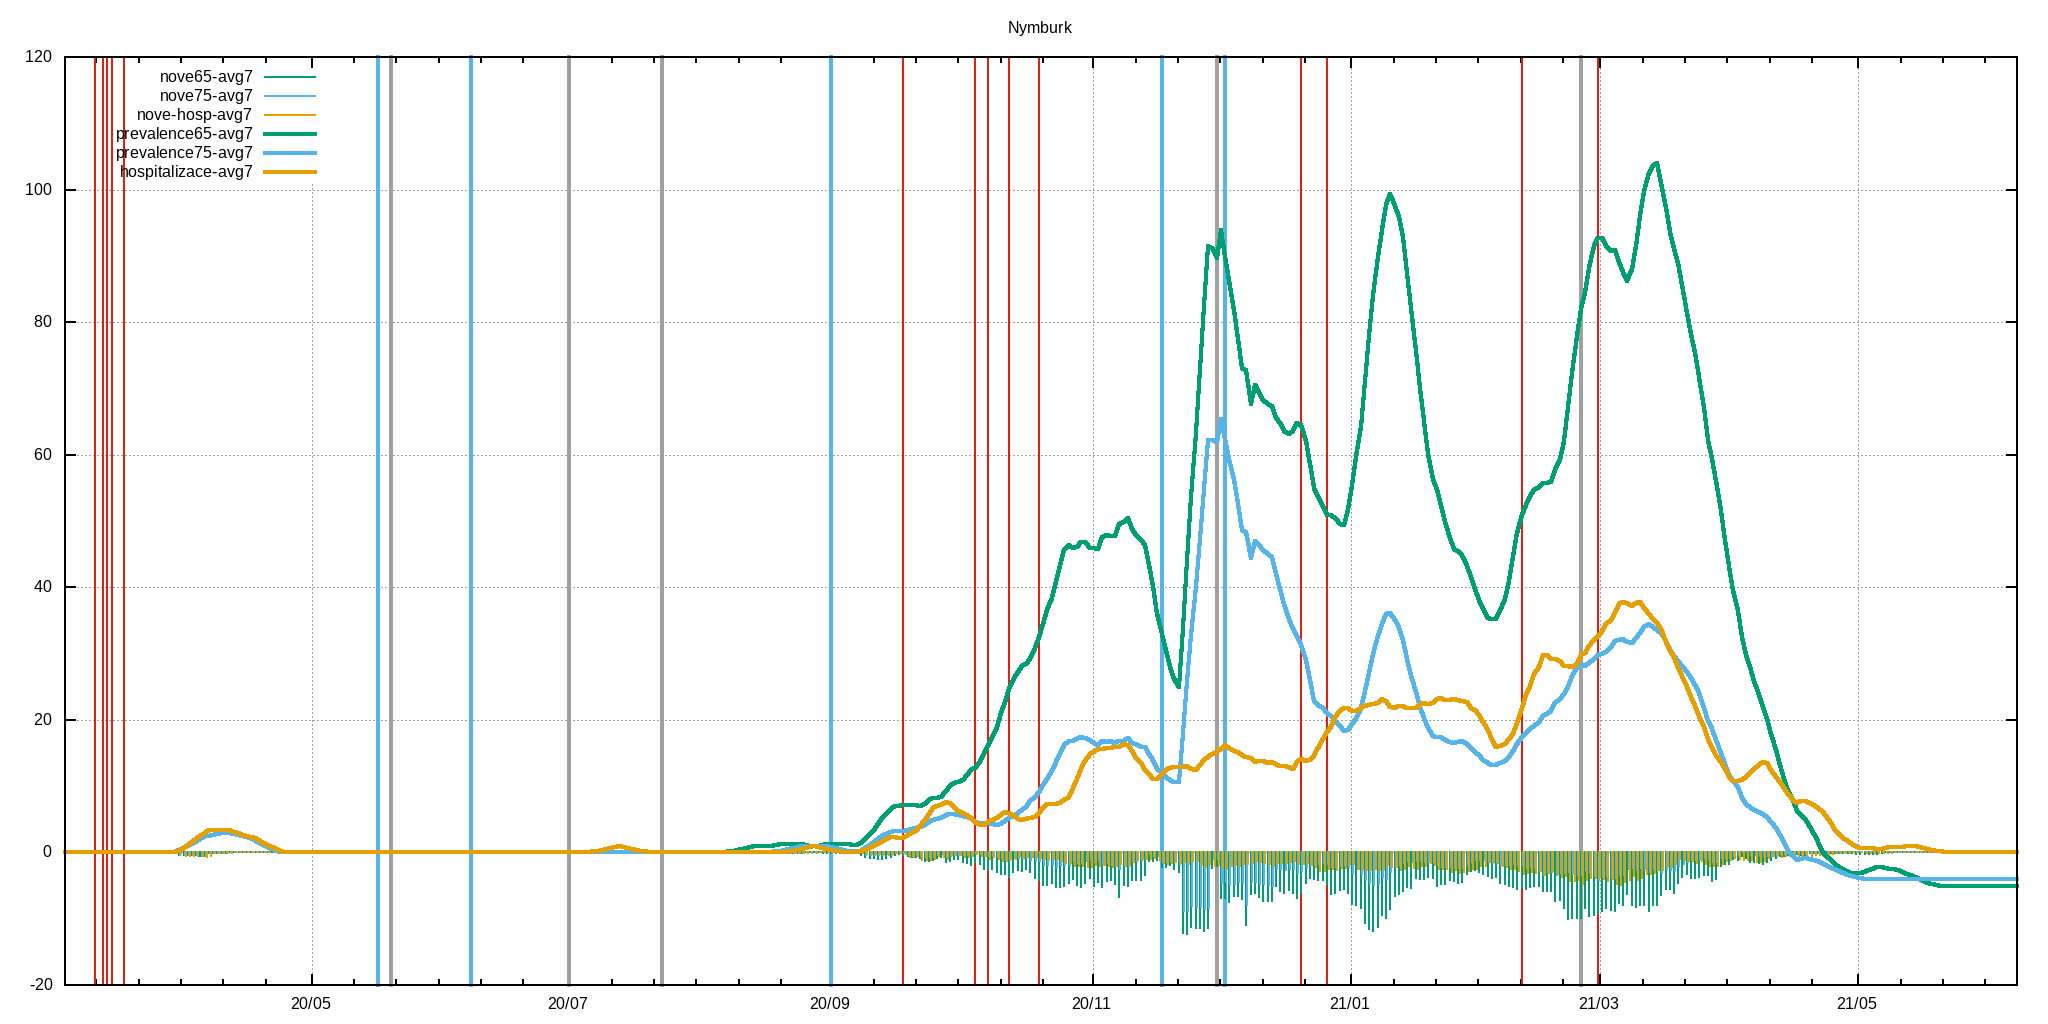 Nymburk
120
100
80
60
40
20
0
-20
nove65-avg7
nove75-avg7
nove-hosp-avg7
prevalence65-avg7
prevalence75-avg7
hospitalizace-avg7
20/05
20/07
20/09
20/11
21/01
21/03
21/05